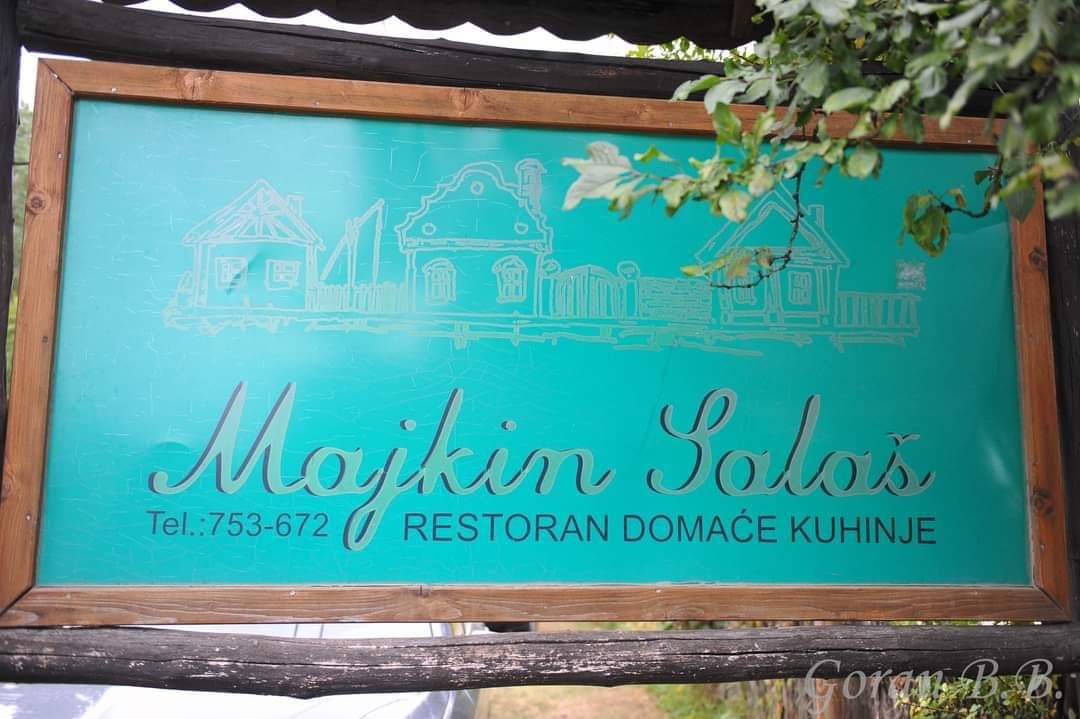 Majkin Salaš
Tel.:753-672 RESTORAN DOMAĆE KUHINJE
Goran B. B.